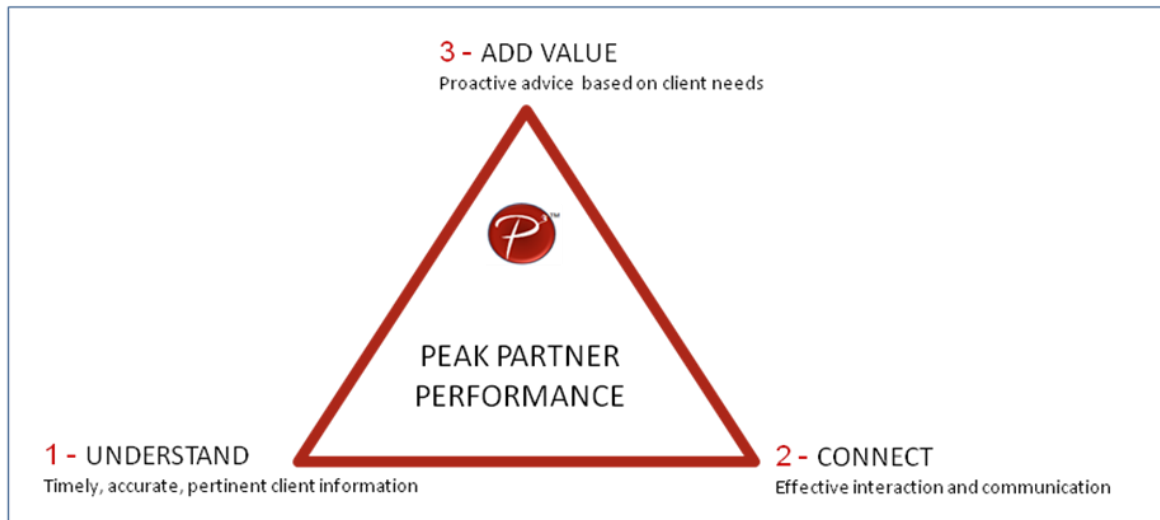 3 - ADD VALUE
Proactive advice based on client needs
P3™
PEAK PARTNER
PERFORMANCE
1 - UNDERSTAND
Timely, accurate, pertinent client information
2 - CONNECT
Effective interaction and communication